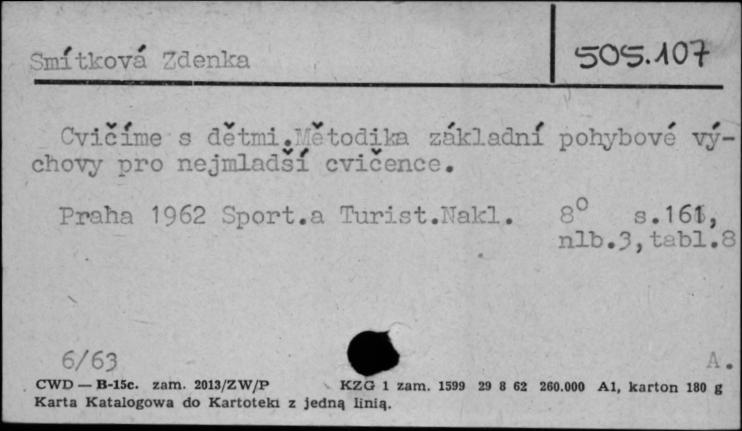 Smítková Zdenka
505.107
Cvičíme s dětmi.Mětodika základní pohybové vý-
chovy pro nejmladší cvičence.
Praha 1962 Sport.a Turist.Nakl. 8° s.161,
nlb.3,tabl.8
6/63
A.
CWD — B-15c. zam. 2013/ZW/P KZG 1 zam. 1599 29 8 62 260.000 A1, karton 180 g
Karta Katalogowa do Kartoteki z jedną linią.